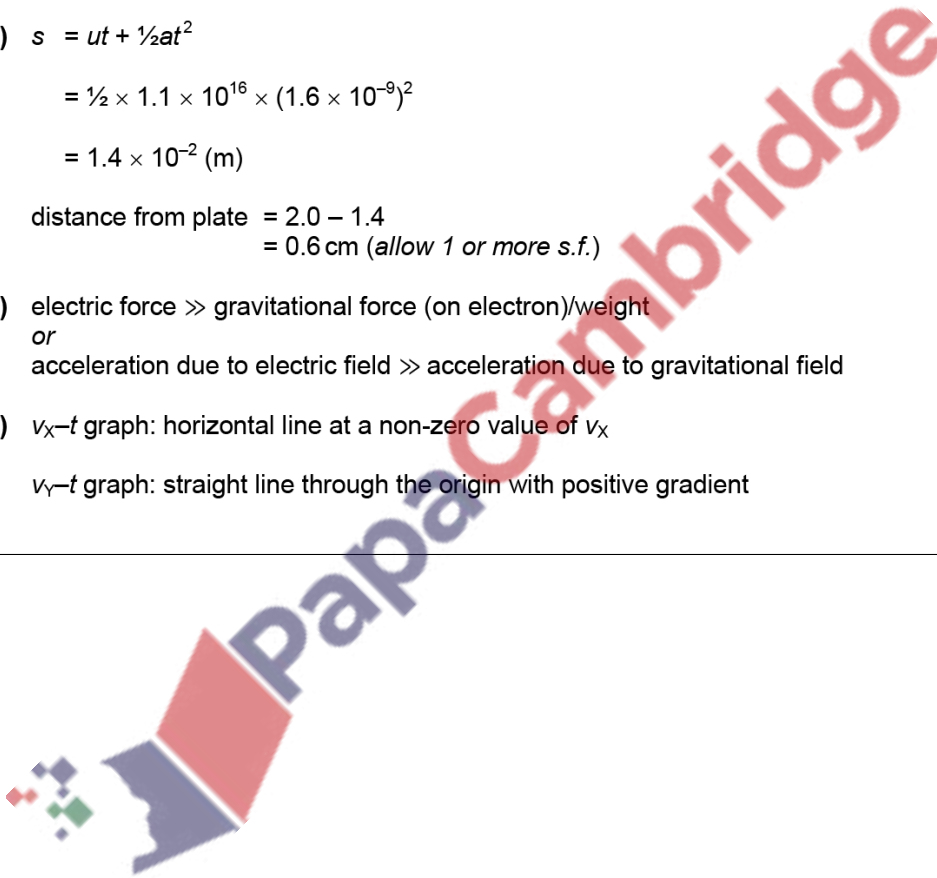 ) s = ut + ½at²
= ½ × 1.1 × 10¹⁶ × (1.6 × 10⁻⁹)²
= 1.4 × 10⁻² (m)
distance from plate = 2.0 – 1.4
= 0.6 cm (allow 1 or more s.f.)
) electric force ≫ gravitational force (on electron)/weight
or
acceleration due to electric field ≫ acceleration due to gravitational field
) vX–t graph: horizontal line at a non-zero value of vX
vY–t graph: straight line through the origin with positive gradient
PapaCambridge